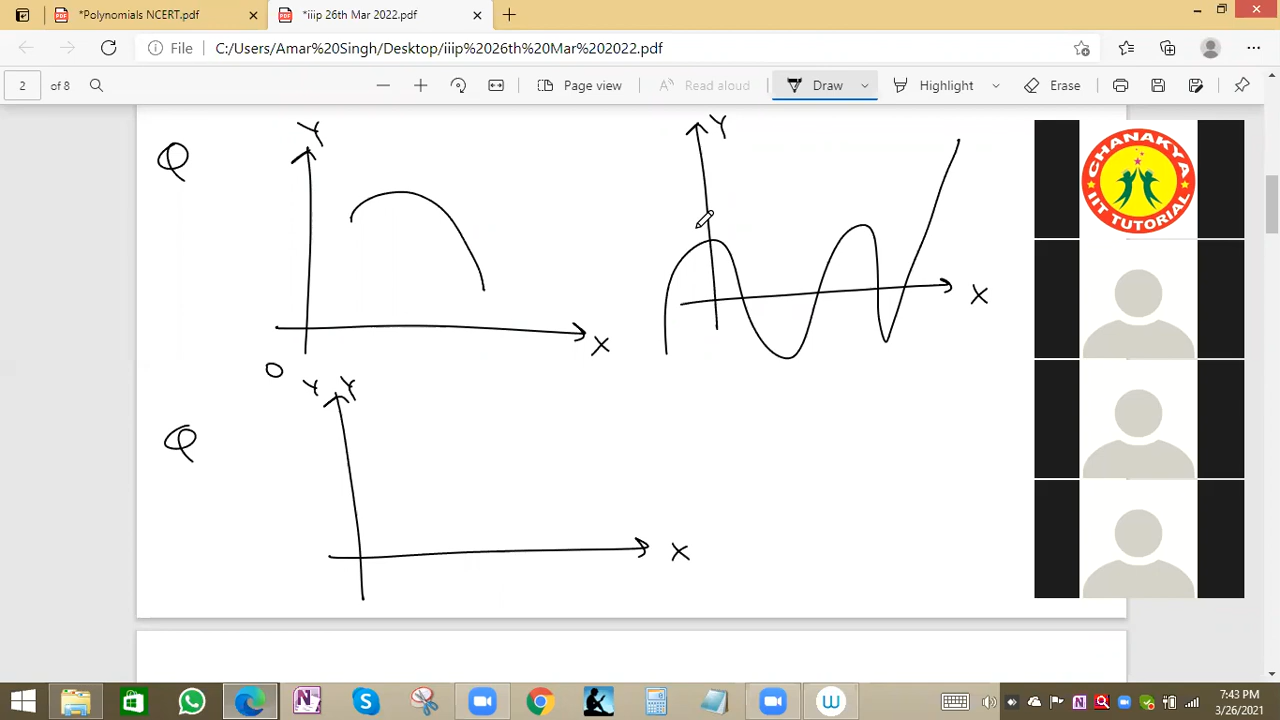 *Polynomials NCERT.pdf
*iiip 26th Mar 2022.pdf
File
C:/Users/Amar%20Singh/Desktop/iiip%2026th%20Mar%202022.pdf
2
of 8
Page view
Read aloud
Draw
Highlight
Erase
Q
Y
X
O
Y
X
CHANAKYA
IIT TUTORIAL
Q
Y Y
X
7:43 PM
3/26/2021